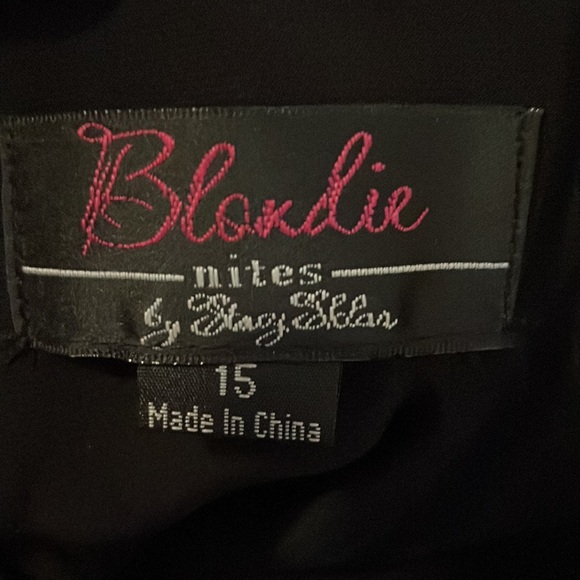 Blondie
nites
by Stacy Sklar
15
Made In China